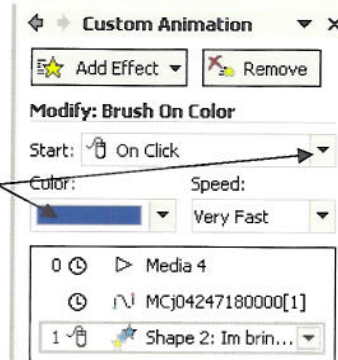 Custom Animation
Add Effect Remove
Modify: Brush On Color
Start: On Click
Color: Speed:
Very Fast
0 Media 4
MCj04247180000[1]
1 Shape 2: Im brin...